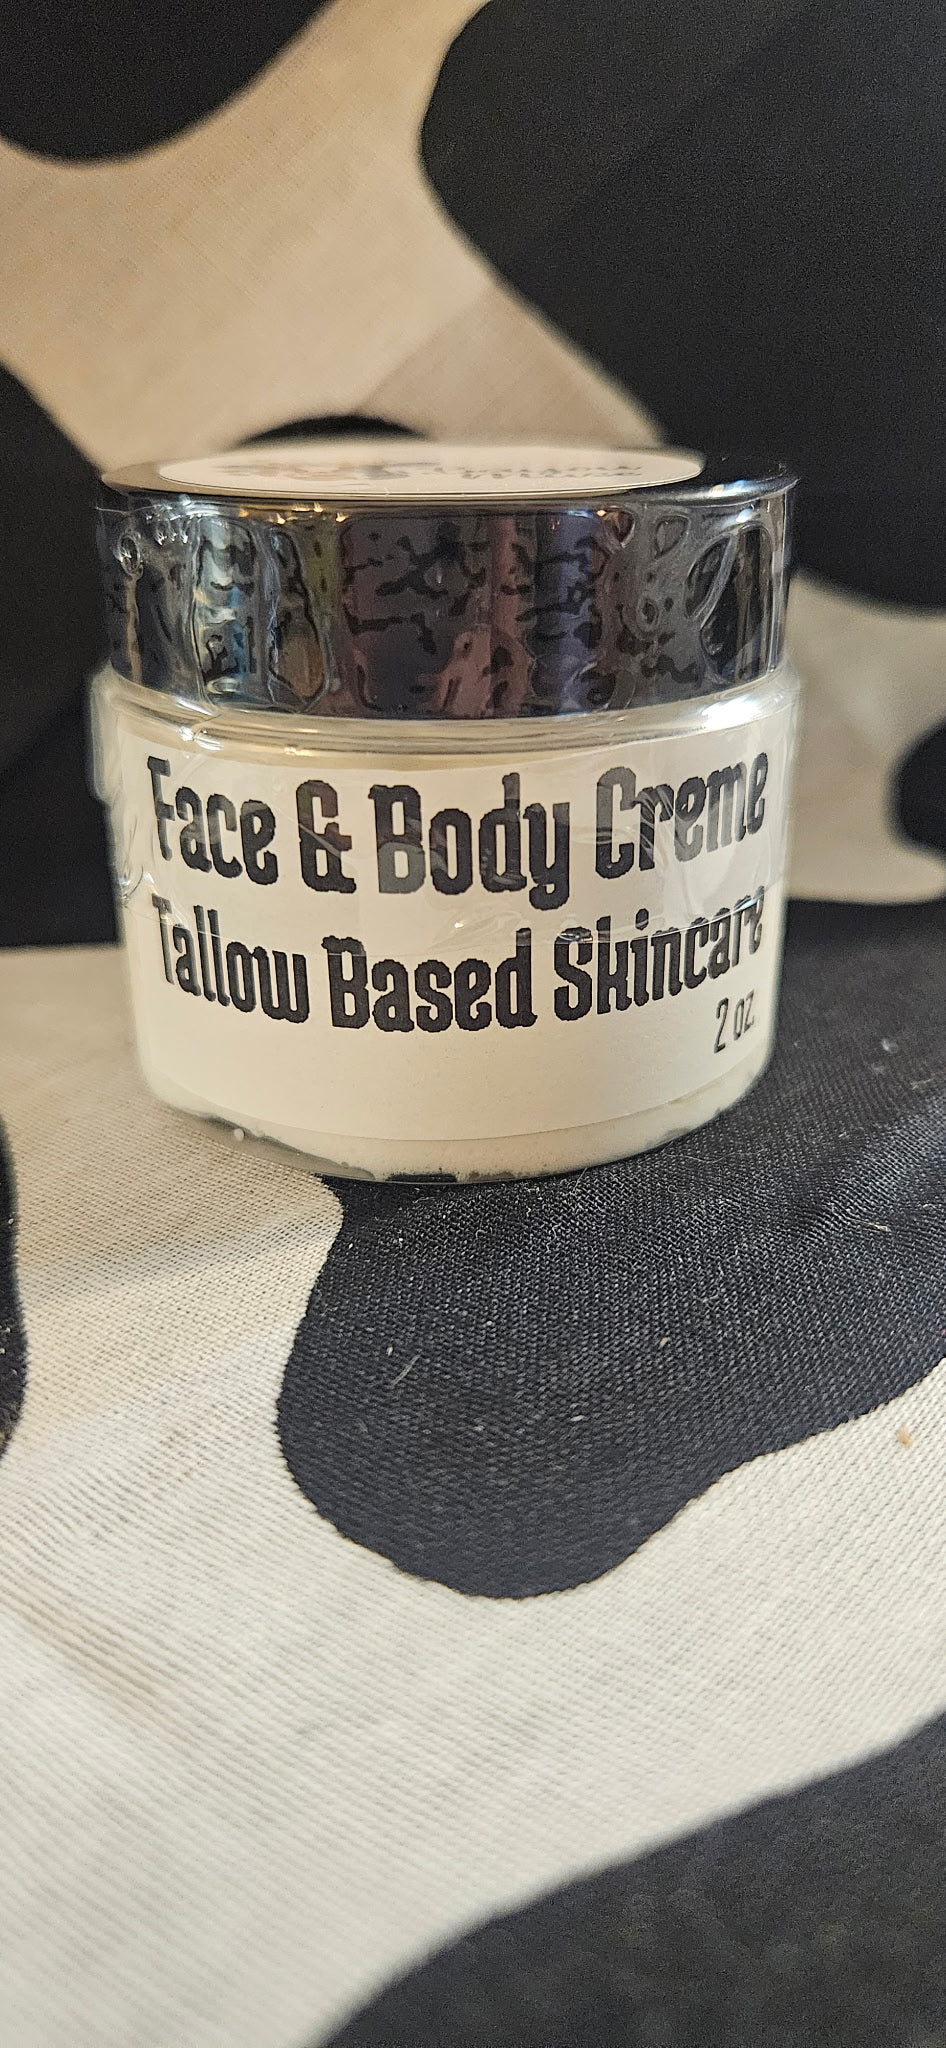 Face & Body Creme
Tallow Based Skincare
2 oz.